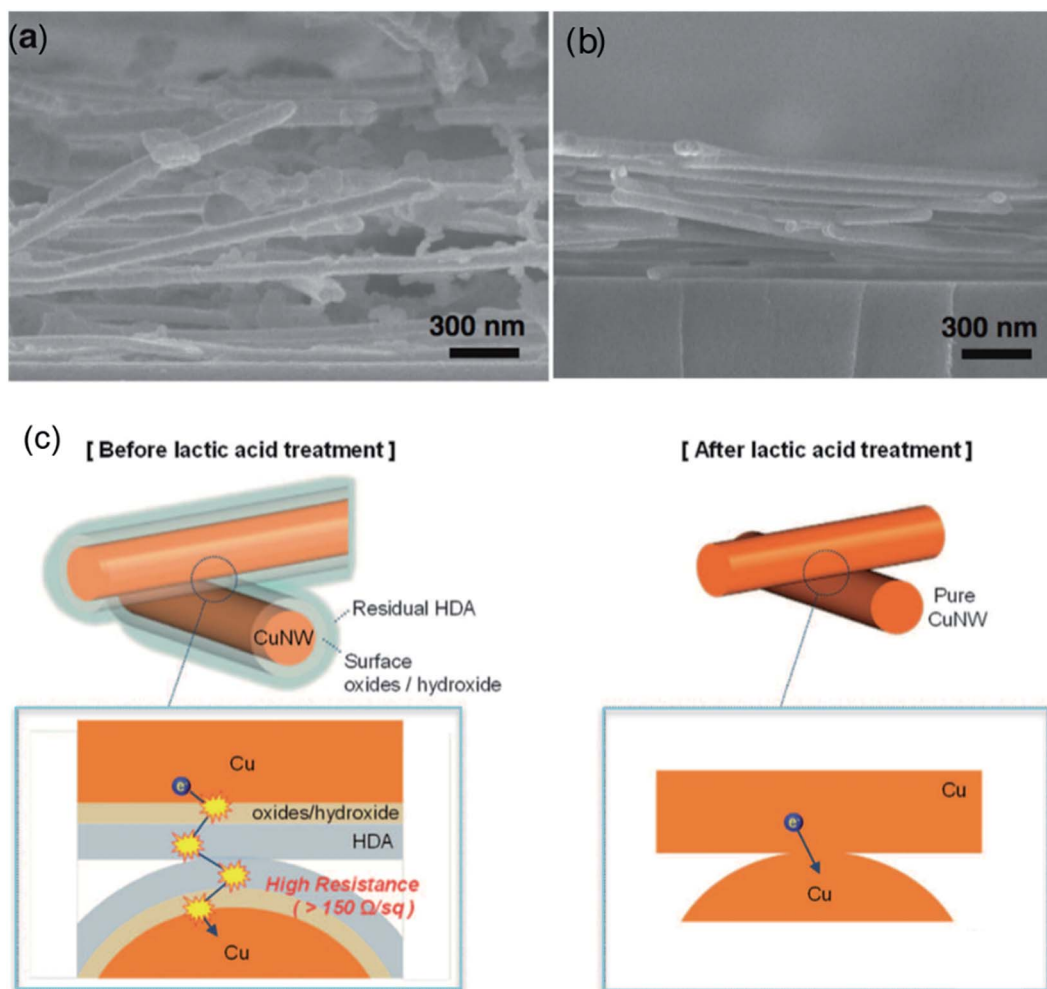 (a)
(b)
300 nm
300 nm
(c)
[ Before lactic acid treatment ]
[ After lactic acid treatment ]
Residual HDA
CuNW
Surface
oxides / hydroxide
Pure
CuNW
Cu
e
oxides/hydroxide
HDA
High Resistance
( > 150 Ω/sq )
Cu
Cu
e
Cu